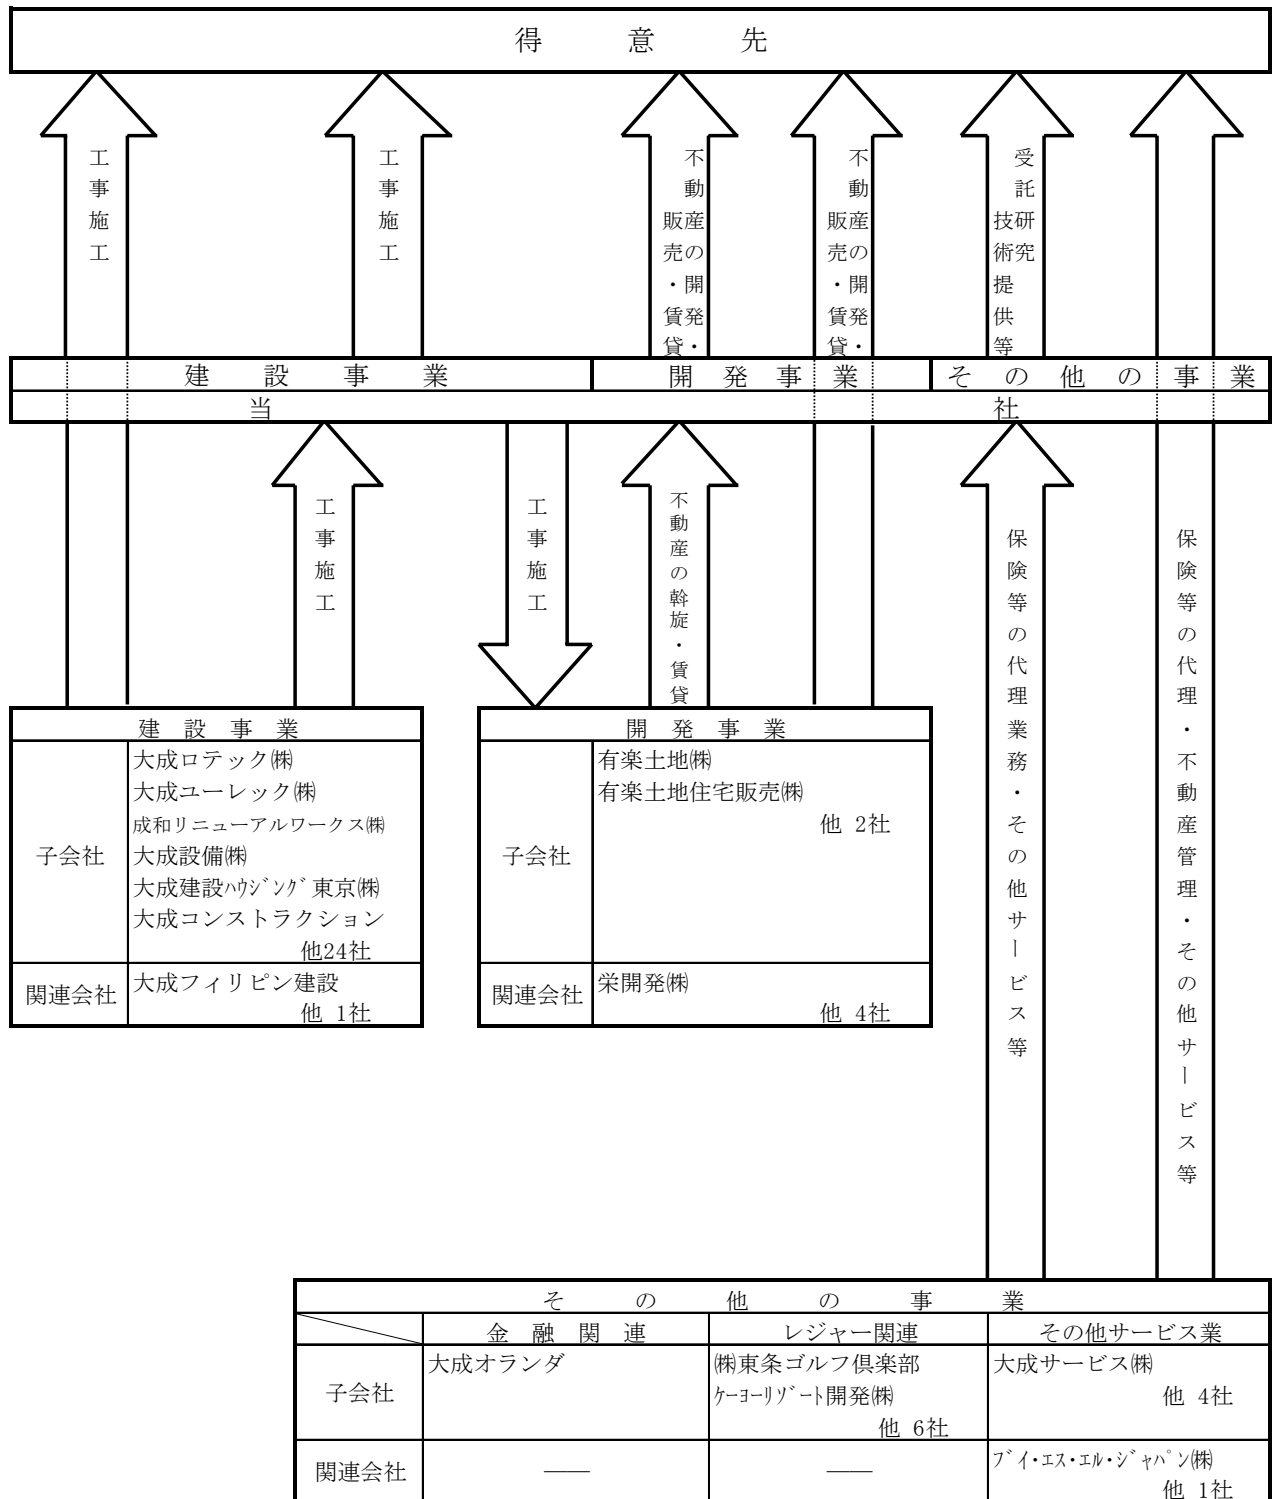 得意先
工事施工
工事施工
不動産の開発・
販売・賃貸
不動産の開発・
販売・賃貸
受託研究
技術提供等
建設事業
開発事業
その他の事業
当社
工事施工
工事施工
不動産の斡旋・賃貸
保険等の代理業務・その他サービス等
保険等の代理・不動産管理・その他サービス等
建設事業
子会社
大成ロテック㈱
大成ユーレック㈱
成和リニューアルワークス㈱
大成設備㈱
大成建設ﾊｳｼﾞﾝｸﾞ東京㈱
大成コンストラクション
他24社
関連会社
大成フィリピン建設
他 1社
開発事業
子会社
有楽土地㈱
有楽土地住宅販売㈱
他 2社
関連会社
栄開発㈱
他 4社
その他の事業
金融関連
レジャー関連
その他サービス業
子会社
大成オランダ
㈱東条ゴルフ倶楽部
ｹｰﾖｰﾘｿﾞｰﾄ開発㈱
他 6社
大成サービス㈱
他 4社
関連会社
――
――
ﾌﾞｲ・ｴｽ・ｴﾙ・ｼﾞｬﾊﾟﾝ㈱
他 1社